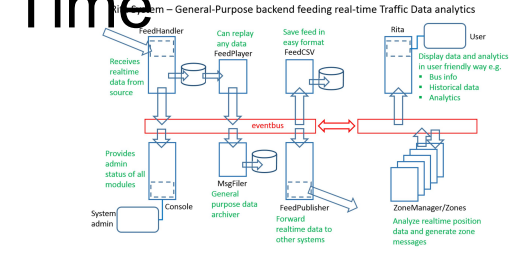 Time
Rita System – General-Purpose backend feeding real-time Traffic Data analytics
FeedHandler
Receives
realtime
data from
source
Can replay
any data
FeedPlayer
Save feed in
easy format
FeedCSV
Rita
User
Display data and analytics
in user friendly way e.g.
▪ Bus info
▪ Historical data
▪ Analytics
eventbus
Provides
admin
status of all
modules
System
admin
Console
MsgFiler
General
purpose data
archiver
FeedPublisher
Forward
realtime data to
other systems
ZoneManager/Zones
Analyze realtime position
data and generate zone
messages